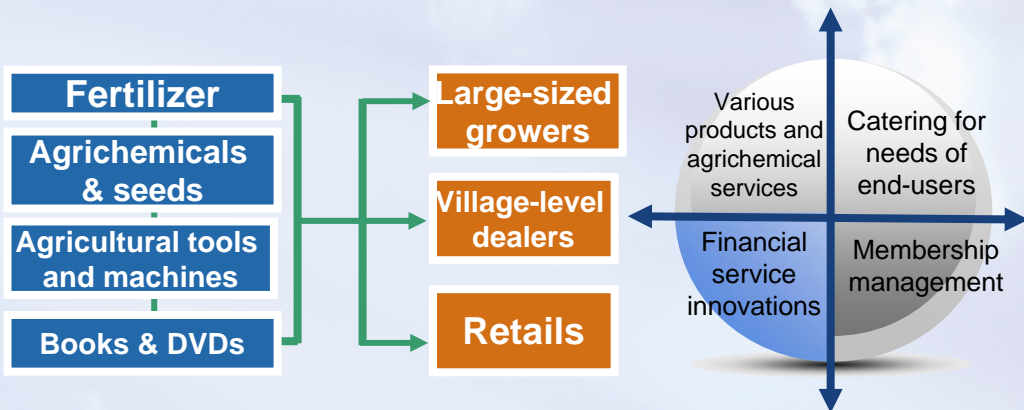 Fertilizer
Agrichemicals
& seeds
Agricultural tools
and machines
Books & DVDs
Large-sized
growers
Village-level
dealers
Retails
Various
products and
agrichemical
services
Catering for
needs of
end-users
Financial
service
innovations
Membership
management